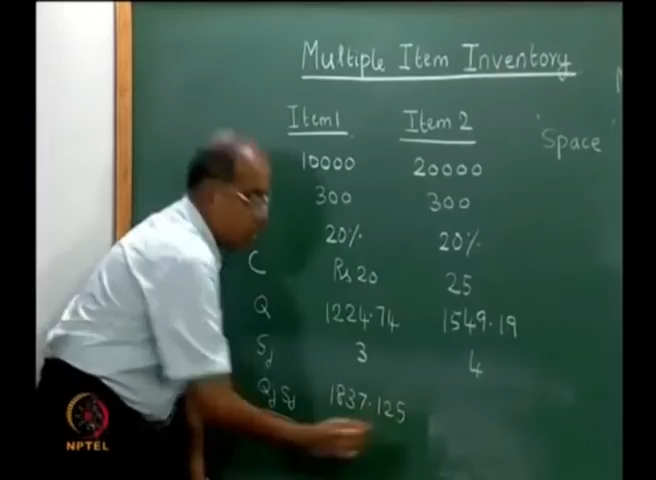 Multiple Item Inventory
Item1 Item 2
'Space'
10000 20000
300 300
20% 20%
C Rs 20 25
Q 1224.74 1549.19
Sj 3 4
Qj Sj 1837.125
NPTEL